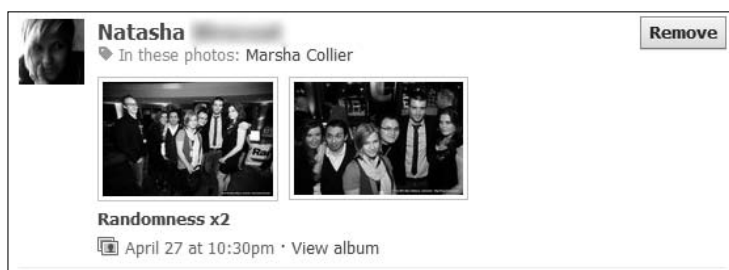 Natasha
Remove
In these photos: Marsha Collier
Randomness x2
April 27 at 10:30pm · View album